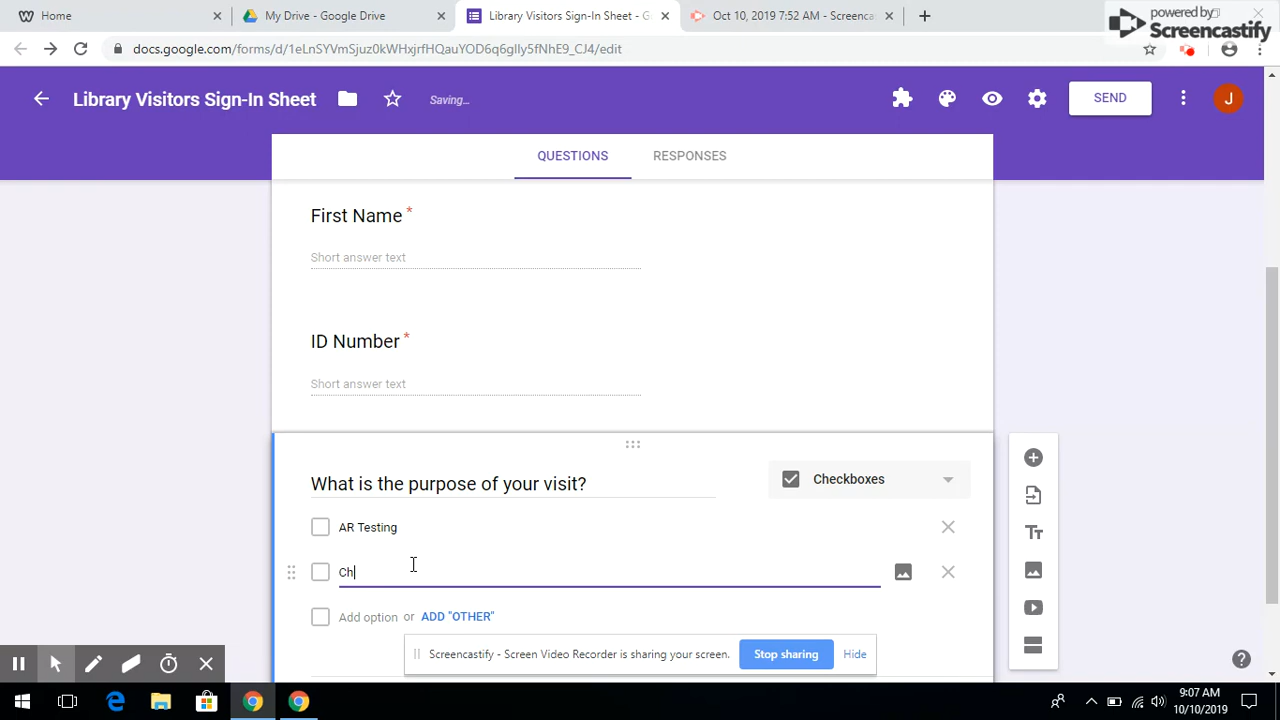 Home
My Drive - Google Drive
Library Visitors Sign-In Sheet - G
Oct 10, 2019 7:52 AM - Screenca
powered by
Screencastify
docs.google.com/forms/d/1eLnSYVmSjuz0kWHxjrfHQauYOD6q6glly5fNhE9_CJ4/edit
Library Visitors Sign-In Sheet
Saving...
SEND
J
QUESTIONS
RESPONSES
First Name *
Short answer text
ID Number *
Short answer text
What is the purpose of your visit?
Checkboxes
AR Testing
Ch
Add option or ADD "OTHER"
Screencastify - Screen Video Recorder is sharing your screen.
Stop sharing
Hide
9:07 AM
10/10/2019